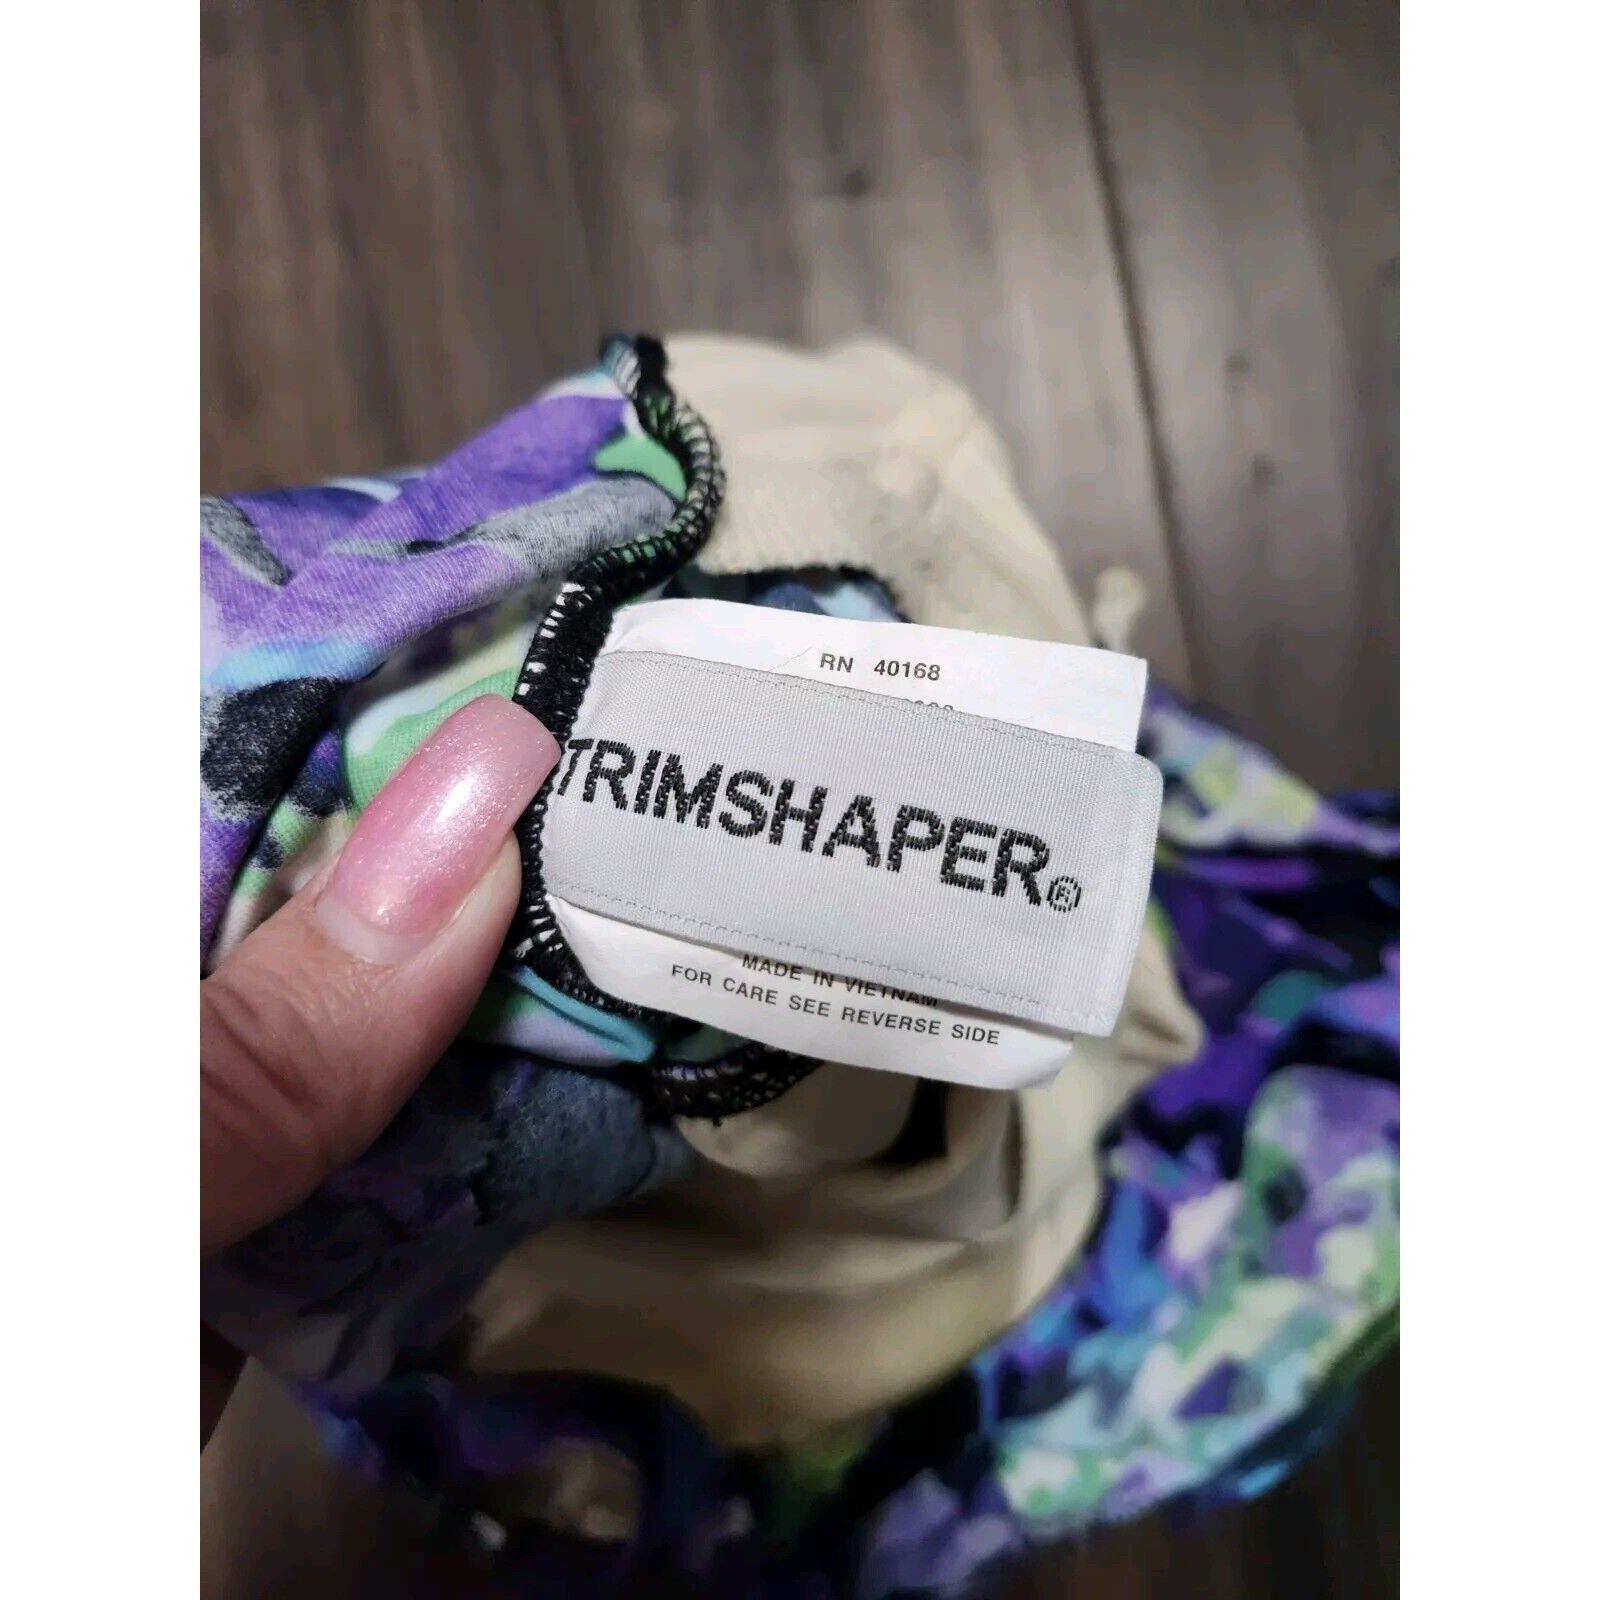 RN 40168
TRIMSHAPER®
MADE IN VIETNAM
FOR CARE SEE REVERSE SIDE